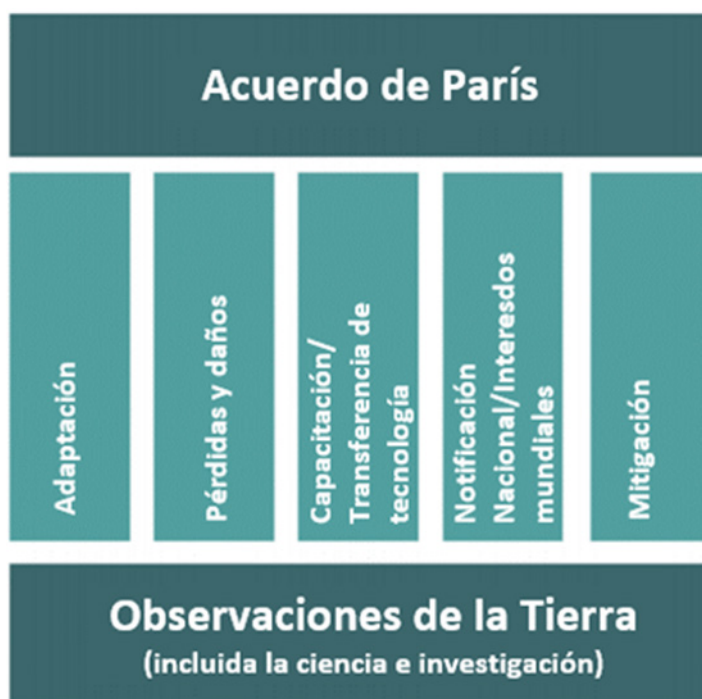 Acuerdo de París
Adaptación
Pérdidas y daños
Capacitación/
Transferencia de
tecnología
Notificación
Nacional/Interesdos
mundiales
Mitigación
Observaciones de la Tierra
(incluida la ciencia e investigación)